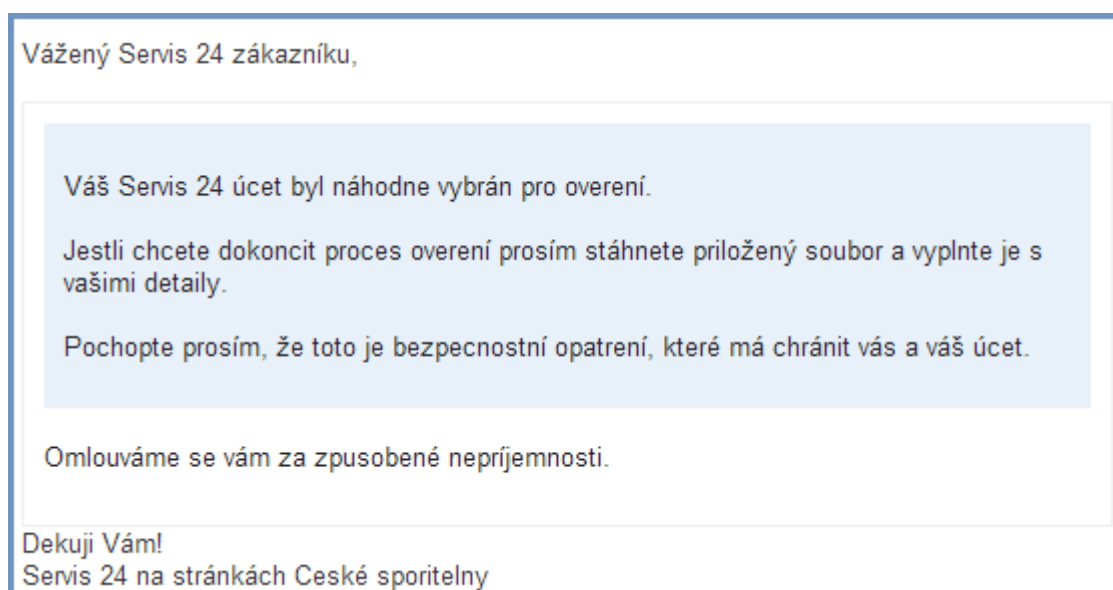 Vážený Servis 24 zákazníku,
Váš Servis 24 úcet byl náhodne vybrán pro overení.
Jestli chcete dokoncit proces overení prosím stáhnete priložený soubor a vyplnte je s
vašimi detaily.
Pochopte prosím, že toto je bezpecnostní opatrení, které má chránit vás a váš úcet.
Omlouváme se vám za zpusobené nepríjemnosti.
Dekuji Vám!
Servis 24 na stránkách Ceské sporitelny